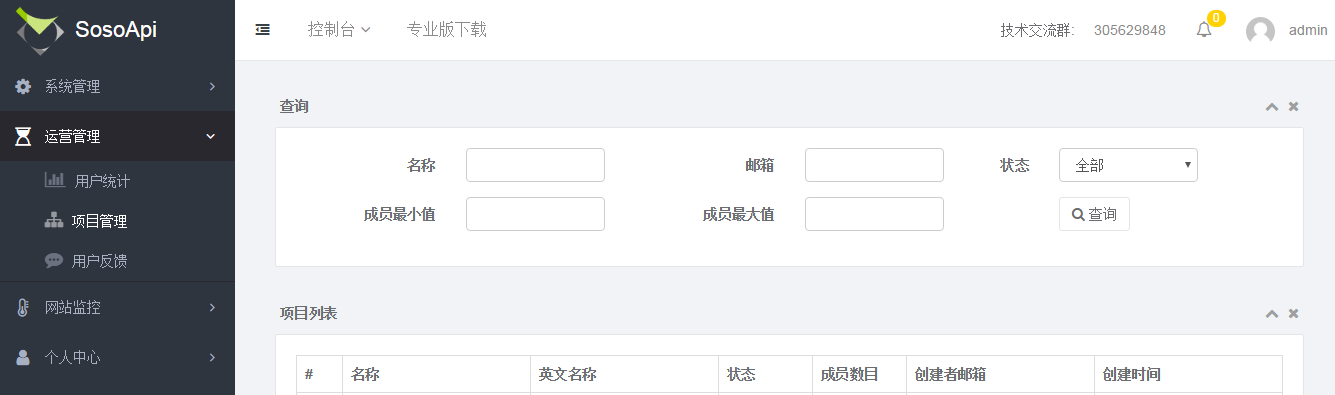 SosoApi 控制台 专业版下载 技术交流群: 305629848 0 admin
系统管理
运营管理
用户统计
项目管理
用户反馈
网站监控
个人中心
查询
名称 邮箱 状态 全部
成员最小值 成员最大值 查询
项目列表
# 名称 英文名称 状态 成员数目 创建者邮箱 创建时间